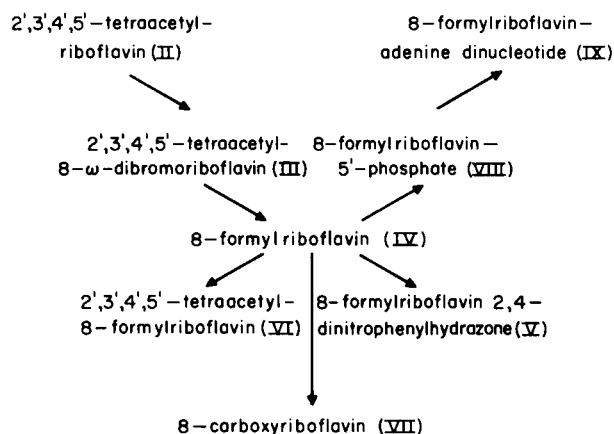 2',3',4',5'-tetraacetyl-
riboflavin (II)
8-formylriboflavin-
adenine dinucleotide (IX)
2',3',4',5'-tetraacetyl-
8-ω-dibromoriboflavin (III)
8-formylriboflavin-
5'-phosphate (VIII)
8-formylriboflavin (IV)
2',3',4',5'-tetraacetyl-
8-formylriboflavin (VI)
8-formylriboflavin 2,4-
dinitrophenylhydrazone (V)
8-carboxyriboflavin (VII)